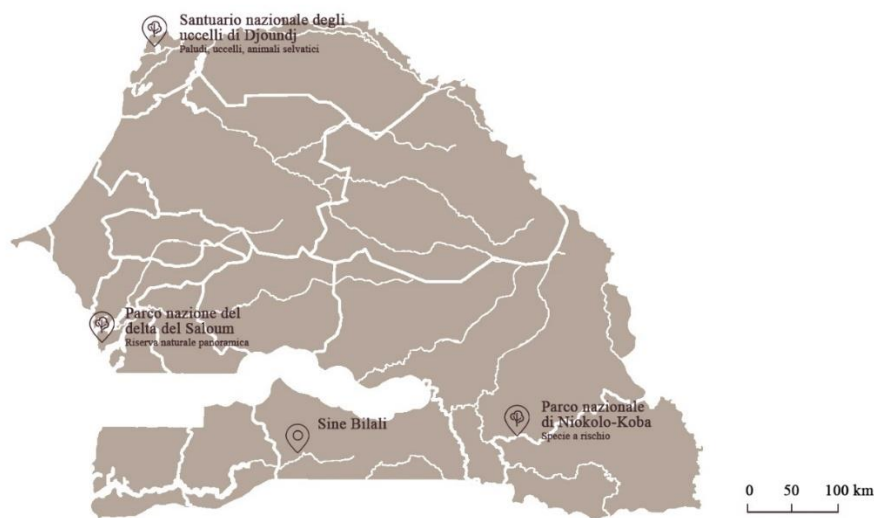 Santuario nazionale degli
uccelli di Djoundj
Paludi, uccelli, animali selvatici
Parco nazione del
delta del Saloum
Riserva naturale panoramica
Sine Bilali
Parco nazionale
di Niokolo-Koba
Specie a rischio
0 50 100 km